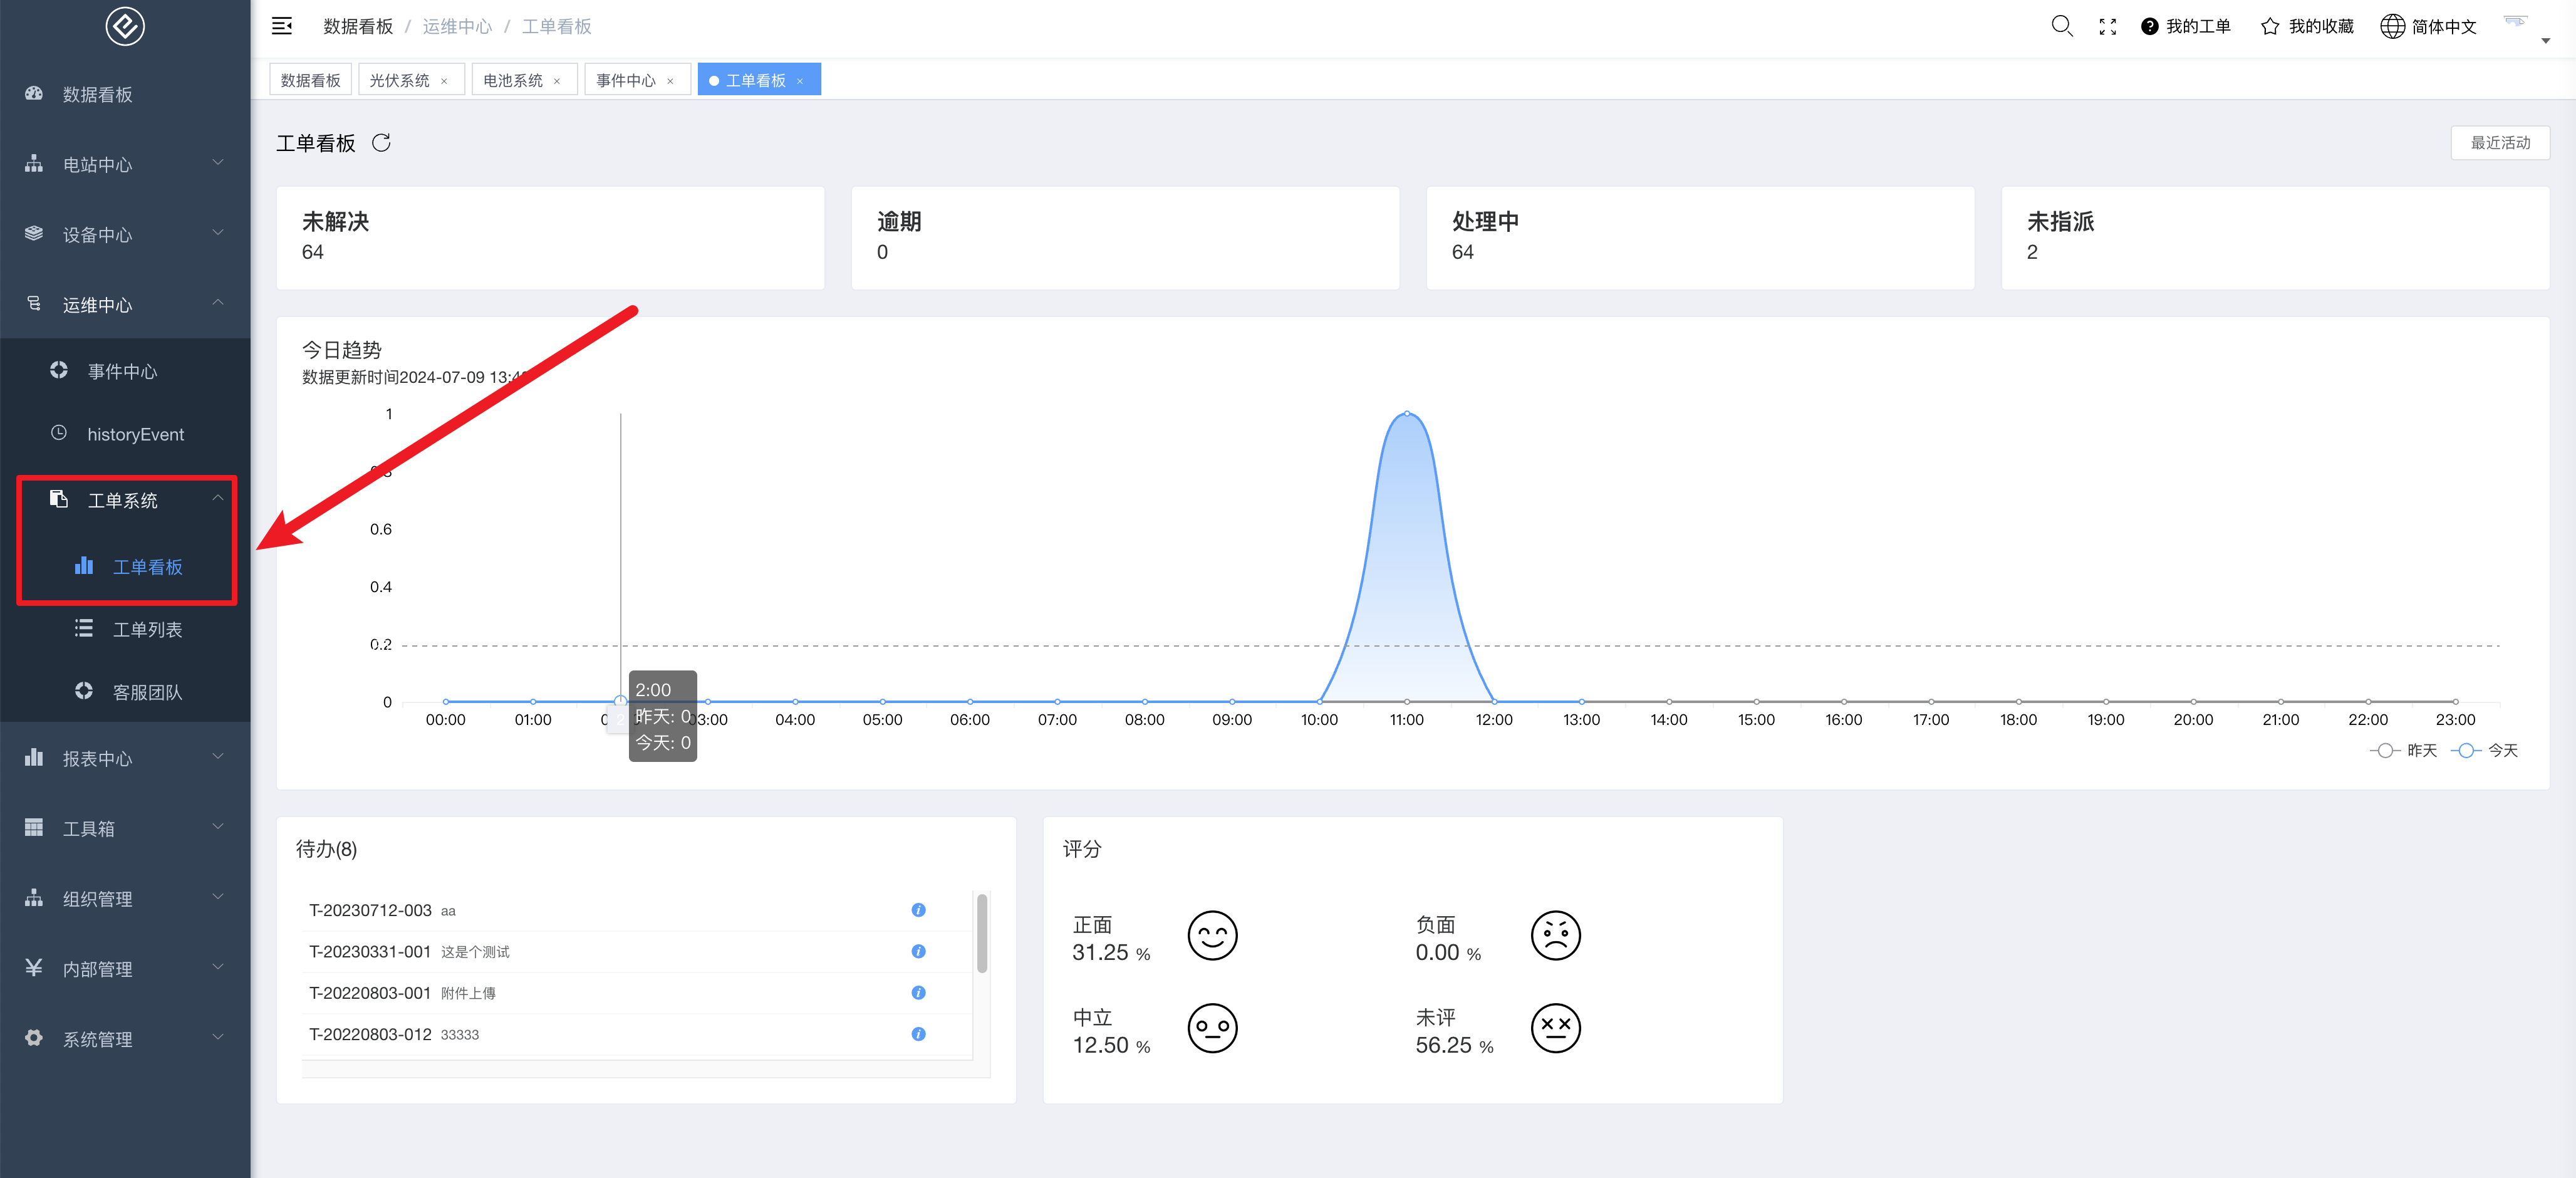 数据看板 / 运维中心 / 工单看板
我的工单
我的收藏
简体中文
数据看板
光伏系统 ×
电池系统 ×
事件中心 ×
工单看板 ×
数据看板
电站中心
设备中心
运维中心
事件中心
historyEvent
工单系统
工单看板
工单列表
客服团队
报表中心
工具箱
组织管理
内部管理
系统管理
工单看板
最近活动
未解决
64
逾期
0
处理中
64
未指派
2
今日趋势
数据更新时间2024-07-09 13:4
1
0.6
0.4
0.2
0
00:00 01:00 03:00 04:00 05:00 06:00 07:00 08:00 09:00 10:00 11:00 12:00 13:00 14:00 15:00 16:00 17:00 18:00 19:00 20:00 21:00 22:00 23:00
2:00
昨天: 0
今天: 0
昨天 今天
待办(8)
T-20230712-003 aa
T-20230331-001 这是个测试
T-20220803-001 附件上傳
T-20220803-012 33333
评分
正面
31.25 %
负面
0.00 %
中立
12.50 %
未评
56.25 %